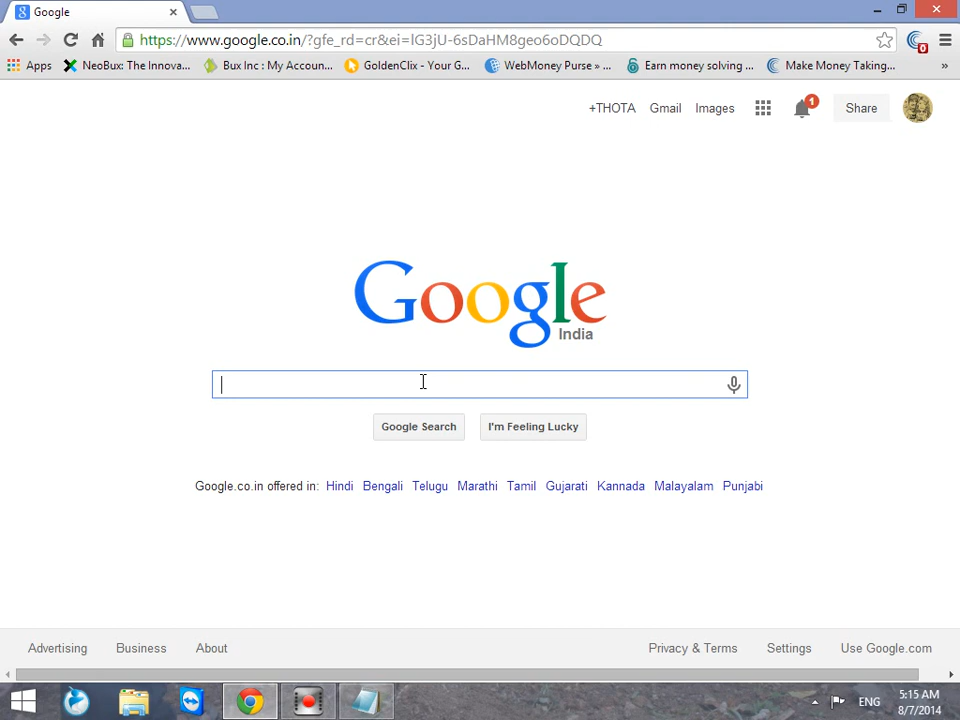 Google
https://www.google.co.in/?gfe_rd=cr&ei=lG3jU-6sDaHM8geo6oDQDQ
Apps NeoBux: The Innova... Bux Inc : My Accoun... GoldenClix - Your G... WebMoney Purse » ... Earn money solving ... Make Money Taking... »
+THOTA Gmail Images 1 Share
Google
India
Google Search I'm Feeling Lucky
Google.co.in offered in: Hindi Bengali Telugu Marathi Tamil Gujarati Kannada Malayalam Punjabi
Advertising Business About Privacy & Terms Settings Use Google.com
ENG 5:15 AM
8/7/2014